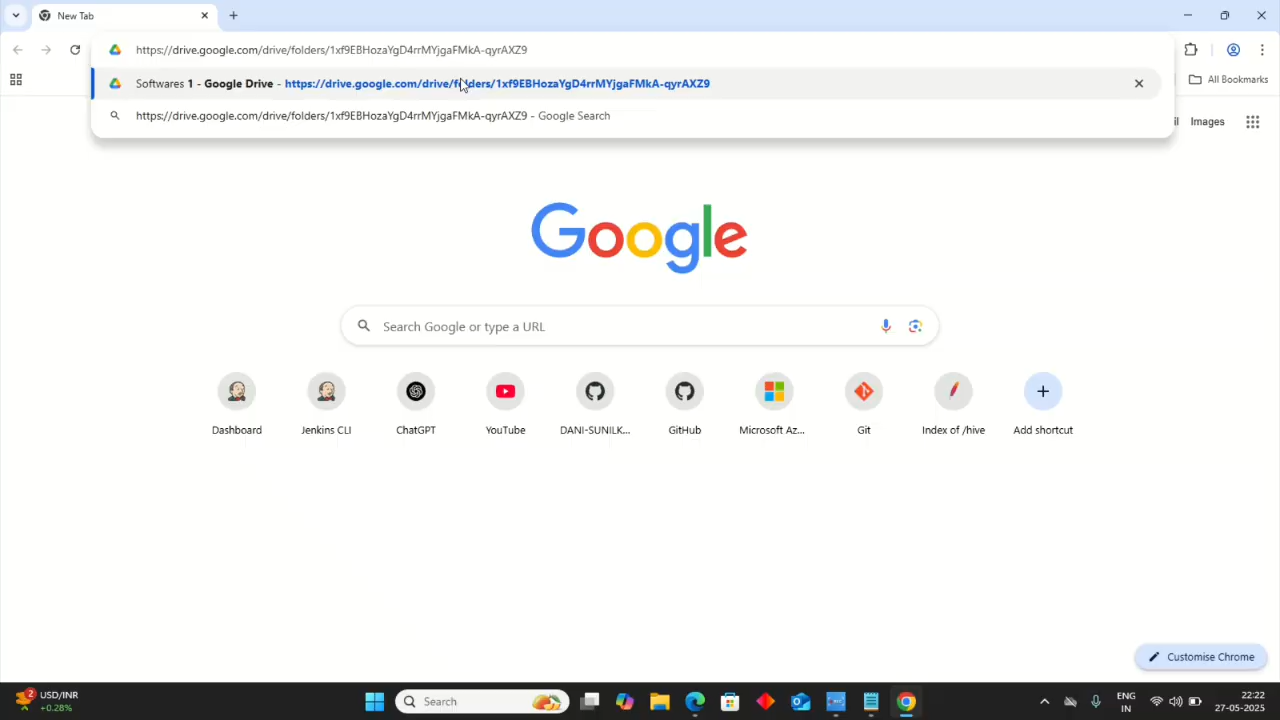 New Tab
https://drive.google.com/drive/folders/1xf9EBHozaYgD4rrMYjgaFMkA-qyrAXZ9
Softwares 1 - Google Drive - https://drive.google.com/drive/folders/1xf9EBHozaYgD4rrMYjgaFMkA-qyrAXZ9
https://drive.google.com/drive/folders/1xf9EBHozaYgD4rrMYjgaFMkA-qyrAXZ9 - Google Search
All Bookmarks
Images
Google
Search Google or type a URL
Dashboard
Jenkins CLI
ChatGPT
YouTube
DANI-SUNILK...
GitHub
Microsoft Az...
Git
Index of /hive
Add shortcut
Customise Chrome
2
USD/INR
+0.28%
Search
ENG
IN
22:22
27-05-2025